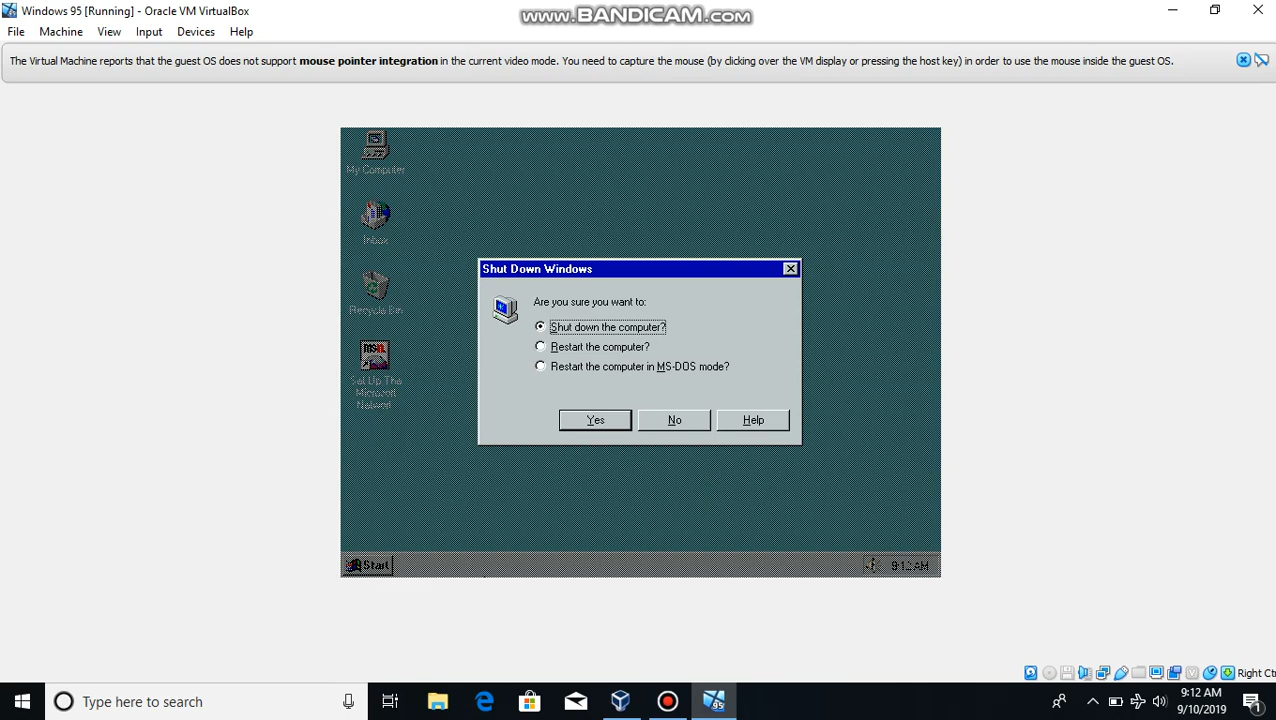 Windows 95 [Running] - Oracle VM VirtualBox
www.BANDICAM.com
File Machine View Input Devices Help
The Virtual Machine reports that the guest OS does not support mouse pointer integration in the current video mode. You need to capture the mouse (by clicking over the VM display or pressing the host key) in order to use the mouse inside the guest OS.
My Computer
Inbox
Recycle Bin
msn
Set Up The
Microsoft
Network
Shut Down Windows
Are you sure you want to:
Shut down the computer?
Restart the computer?
Restart the computer in MS-DOS mode?
Yes No Help
Start
9:12 AM
Right Ct
Type here to search
95
9:12 AM
9/10/2019
1